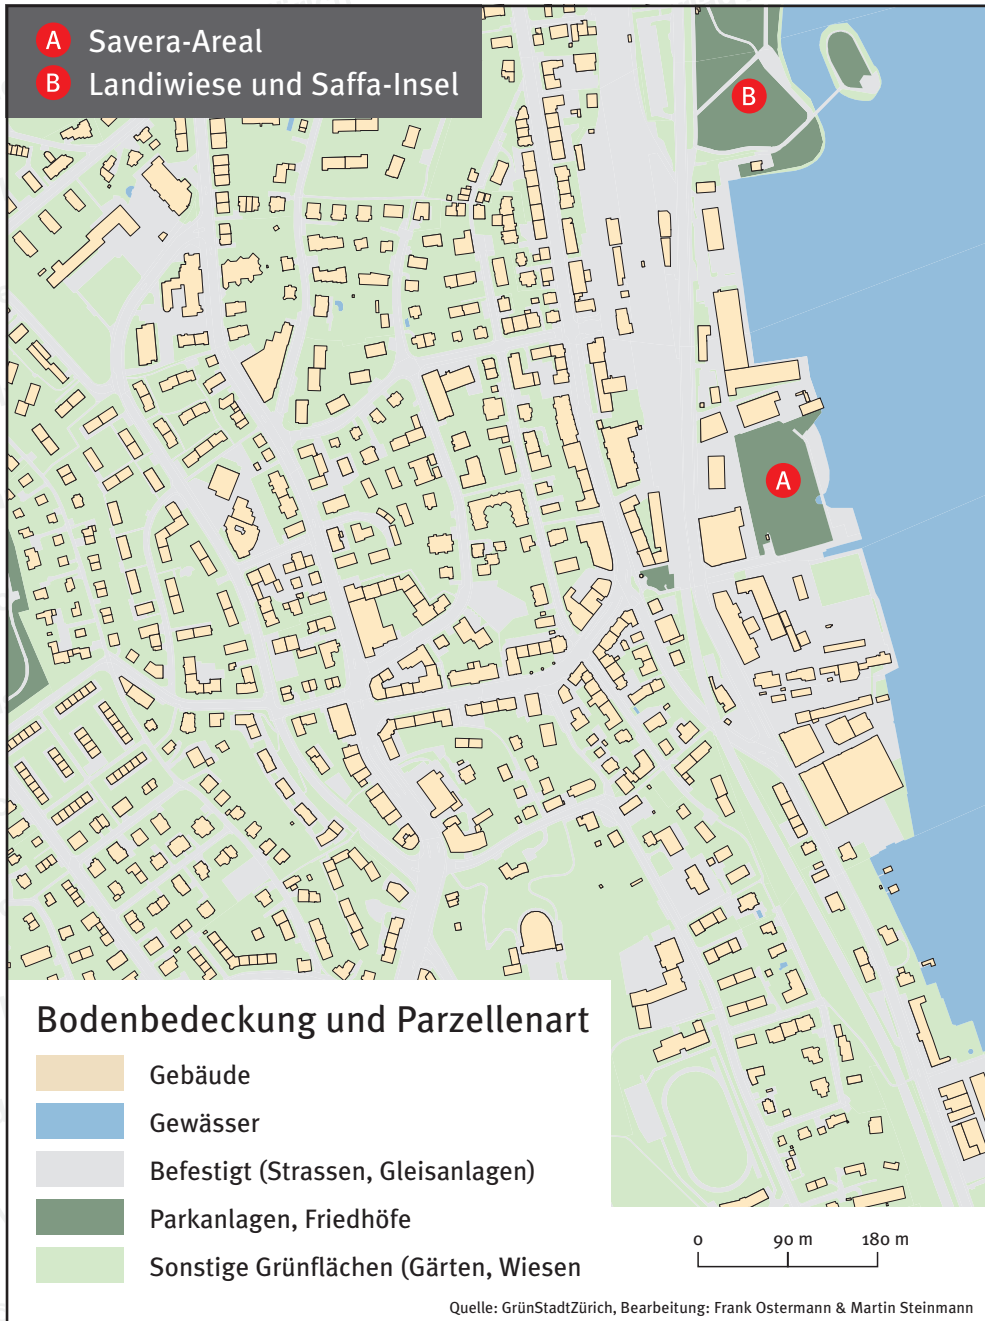 A Savera-Areal
B Landiwiese und Saffa-Insel
B
A
Bodenbedeckung und Parzellenart
Gebäude
Gewässer
Befestigt (Strassen, Gleisanlagen)
Parkanlagen, Friedhöfe
Sonstige Grünflächen (Gärten, Wiesen
0 90 m 180 m
Quelle: GrünStadtZürich, Bearbeitung: Frank Ostermann & Martin Steinmann